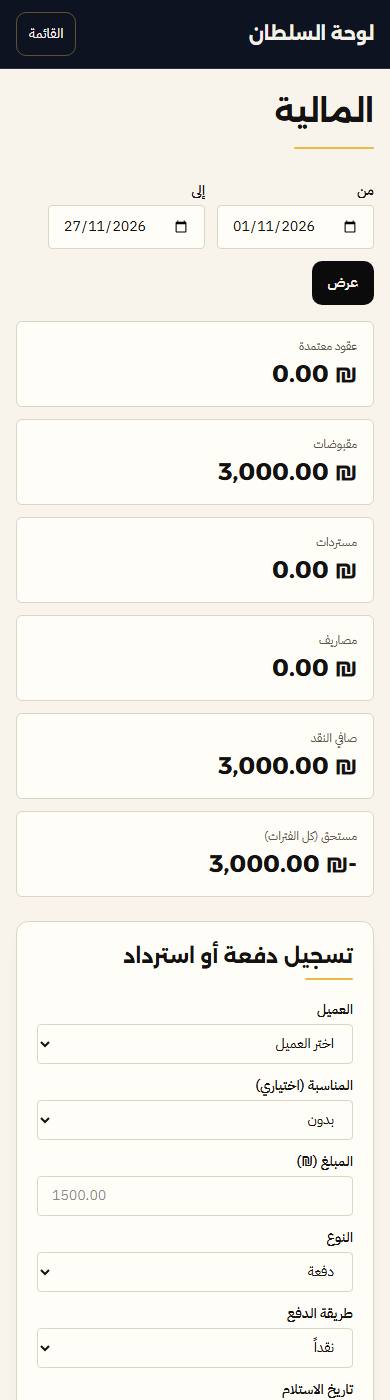 لوحة السلطان
القائمة
المالية
من
إلى
01/11/2026
27/11/2026
عرض
عقود معتمدة
0.00 ₪
مقبوضات
3,000.00 ₪
مستردات
0.00 ₪
مصاريف
0.00 ₪
صافي النقد
3,000.00 ₪
مستحق (كل الفترات)
3,000.00 ₪-
تسجيل دفعة أو استرداد
العميل
اختر العميل
المناسبة (اختياري)
بدون
المبلغ (₪)
1500.00
النوع
دفعة
طريقة الدفع
نقداً
تاريخ الاستلام